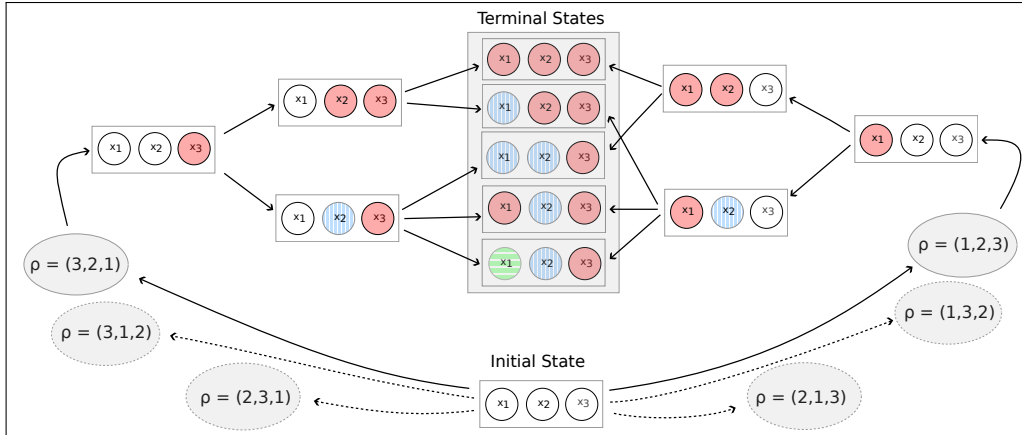 Terminal States
x1 x2 x3
x1 x2 x3
x1 x2 x3
x1 x2 x3
x1 x2 x3
x1 x2 x3
x1 x2 x3
x1 x2 x3
x1 x2 x3
x1 x2 x3
x1 x2 x3
ρ = (3,2,1)
ρ = (1,2,3)
ρ = (3,1,2)
ρ = (1,3,2)
Initial State
ρ = (2,3,1)
x1 x2 x3
ρ = (2,1,3)